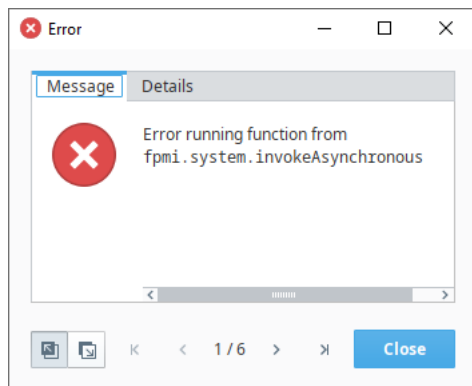 Error
Message Details
Error running function from
fpmi.system.invokeAsynchronous
1 / 6
Close